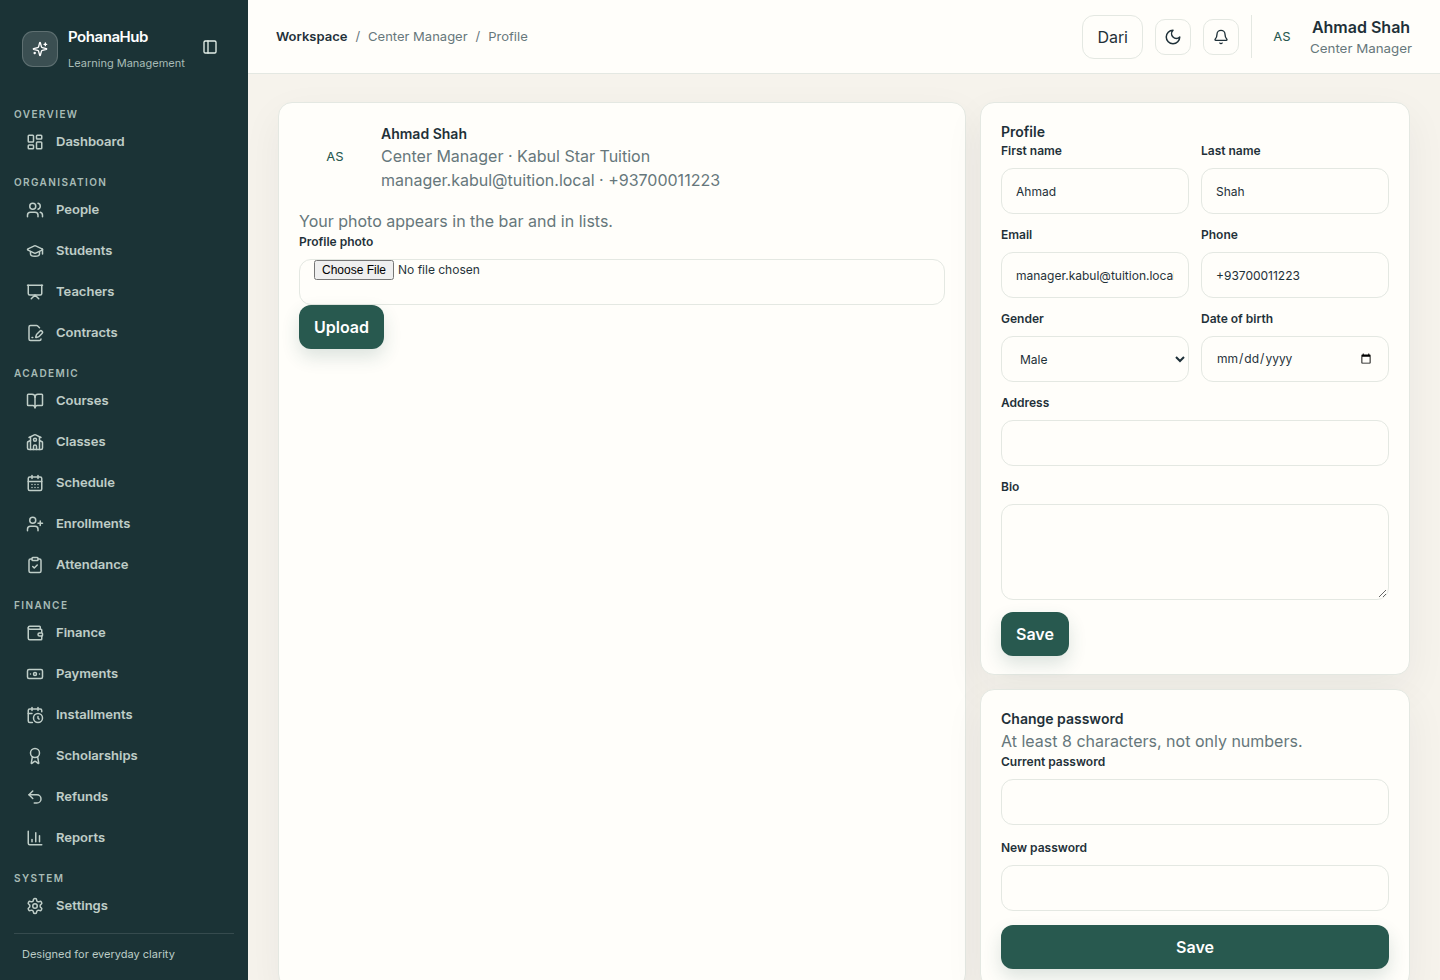 PohanaHub
Learning Management
OVERVIEW
Dashboard
ORGANISATION
People
Students
Teachers
Contracts
ACADEMIC
Courses
Classes
Schedule
Enrollments
Attendance
FINANCE
Finance
Payments
Installments
Scholarships
Refunds
Reports
SYSTEM
Settings
Designed for everyday clarity
Workspace / Center Manager / Profile
Dari
AS
Ahmad Shah
Center Manager
AS
Ahmad Shah
Center Manager · Kabul Star Tuition
manager.kabul@tuition.local · +93700011223
Your photo appears in the bar and in lists.
Profile photo
Choose File No file chosen
Upload
Profile
First name Last name
Ahmad Shah
Email Phone
manager.kabul@tuition.loca +93700011223
Gender Date of birth
Male mm/dd/yyyy
Address
Bio
Save
Change password
At least 8 characters, not only numbers.
Current password
New password
Save